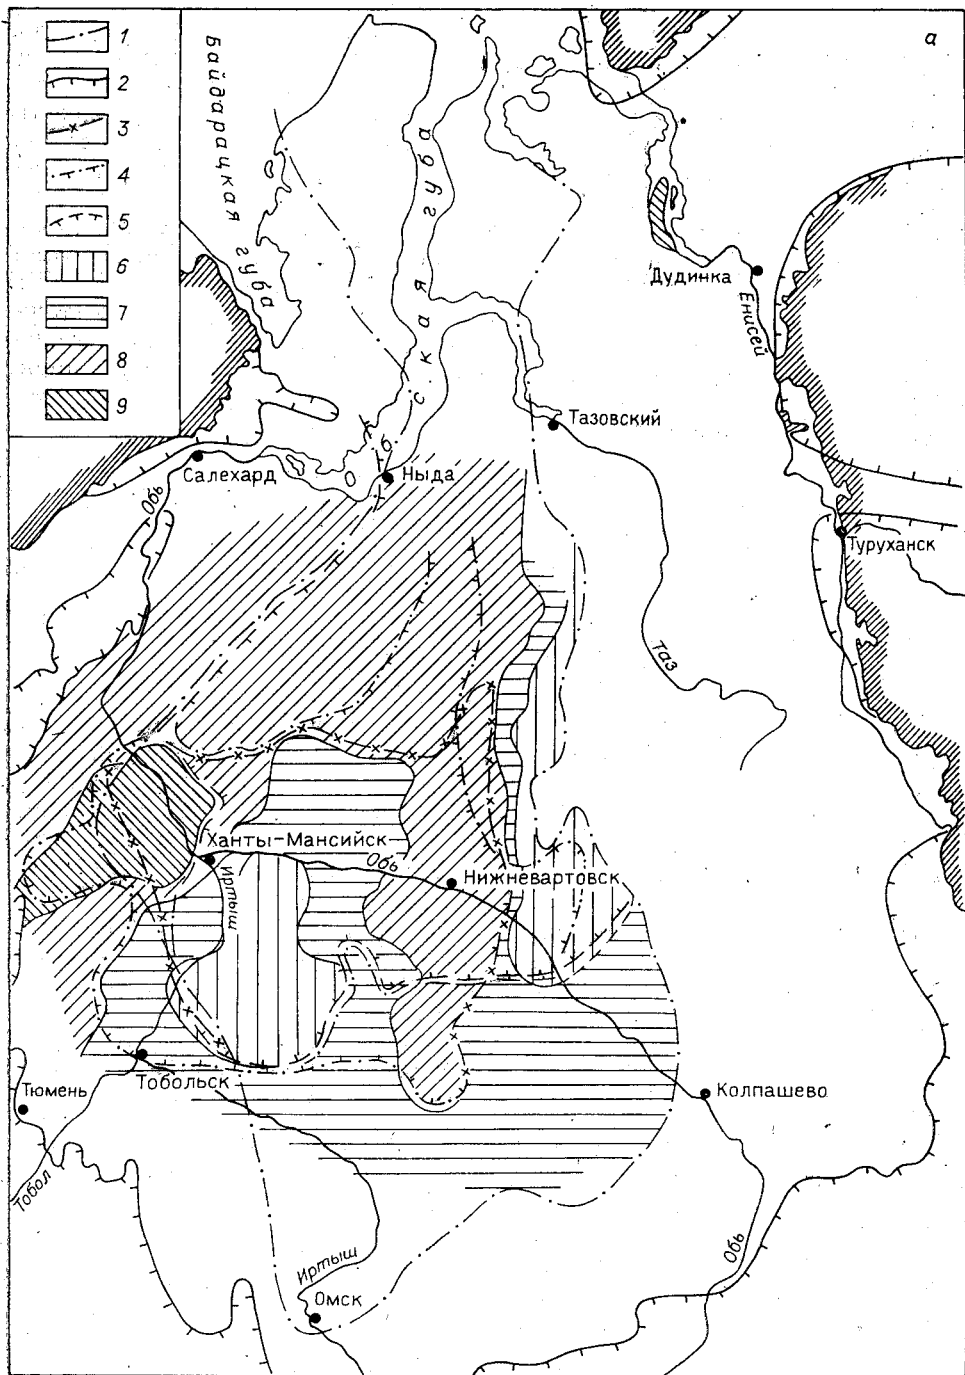 1
2
3
4
5
6
7
8
9
а
Байдарацкая губа
Обская губа
Дудинка
Енисей
Тазовский
Салехард
Ныда
Обь
Туруханск
Таз
Ханты-Мансийск
Обь
Иртыш
Нижневартовск
Тобольск
Тюмень
Колпашево
Тобол
Обь
Иртыш
Омск